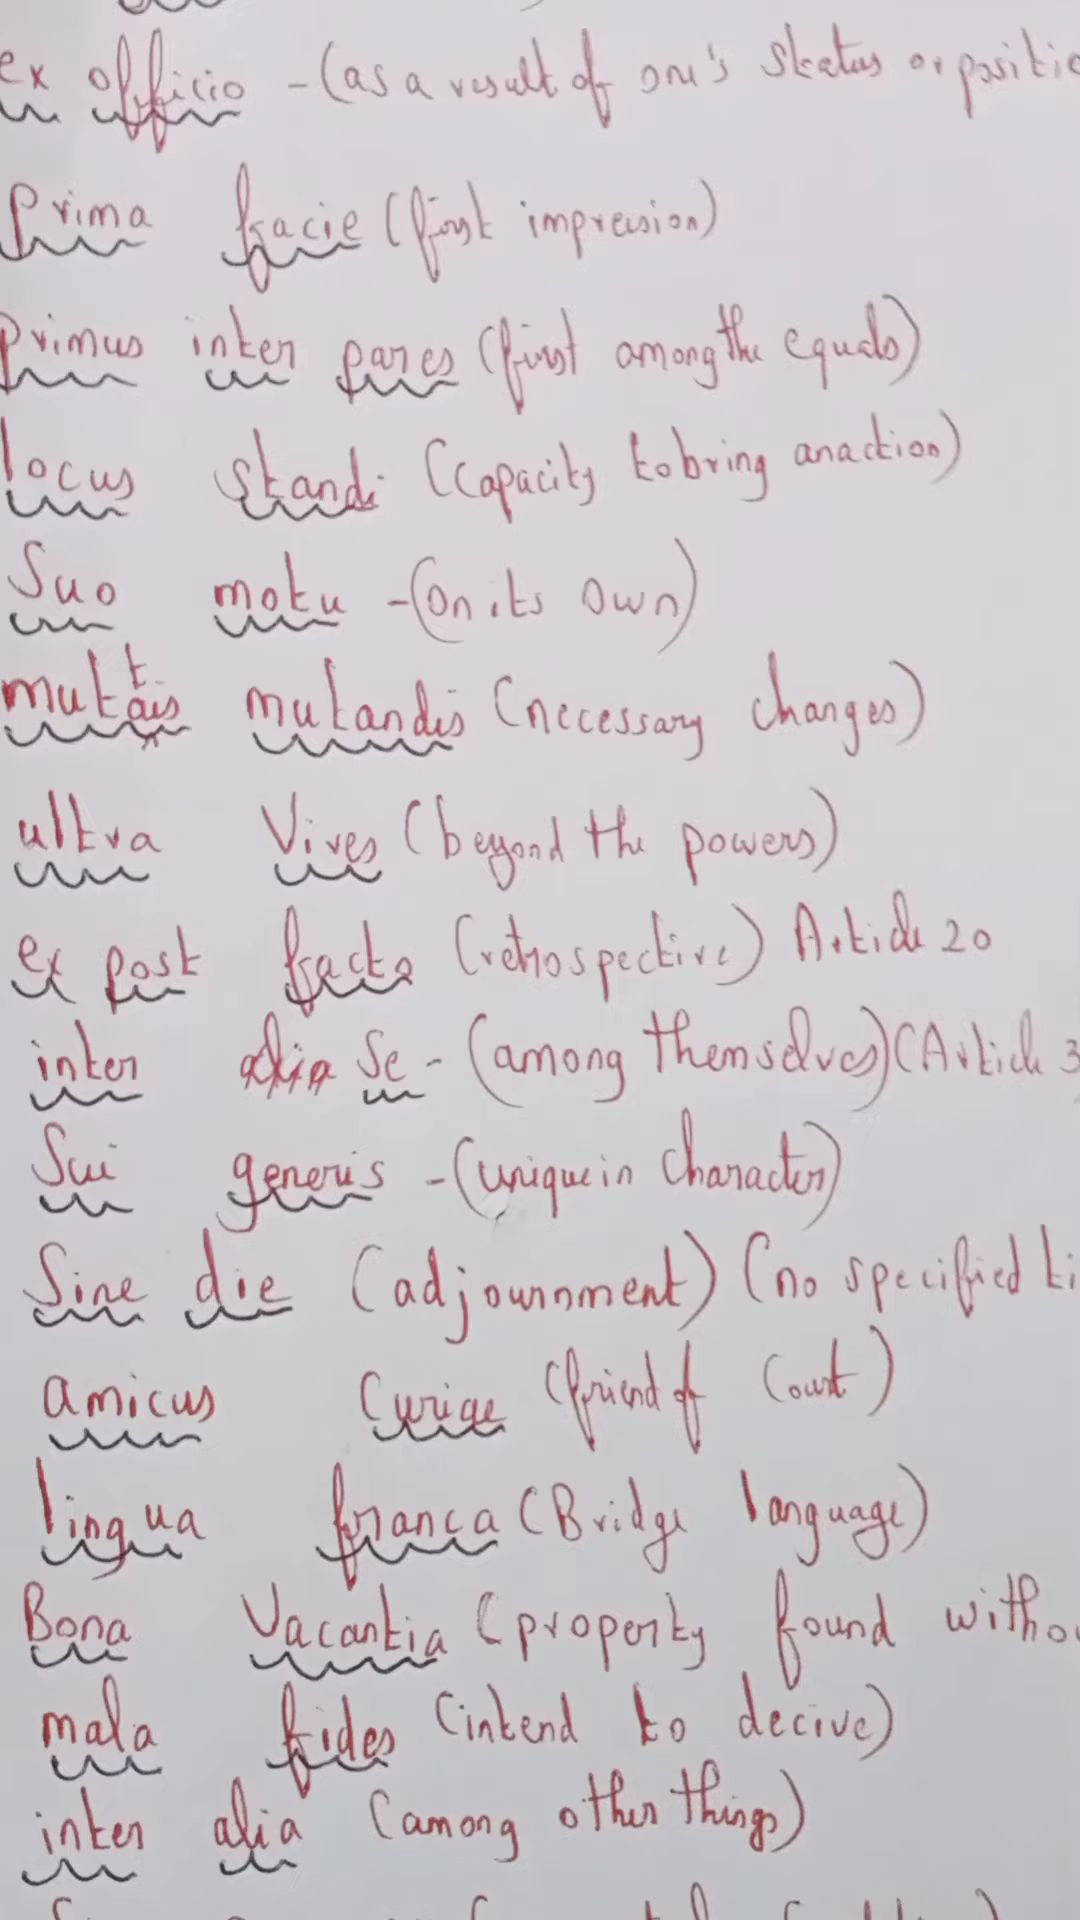 ex officio - (as a result of one's status or positio
Prima facie (first impression)
primus inter pares (first among the equals)
locus standi (capacity to bring an action)
Suo motu - (on its own)
mutatis mutandis (necessary changes)
ultra Vires (beyond the powers)
ex post facto (retrospective) Article 20
inter alia Se - (among themselves) (Article 3
Sui generis - (unique in character)
Sine die (adjournment) (no specified ti
amicus Curiae (friend of Court)
lingua franca (Bridge language)
Bona Vacantia (property found withou
mala fides (intend to decive)
inter alia (among other things)